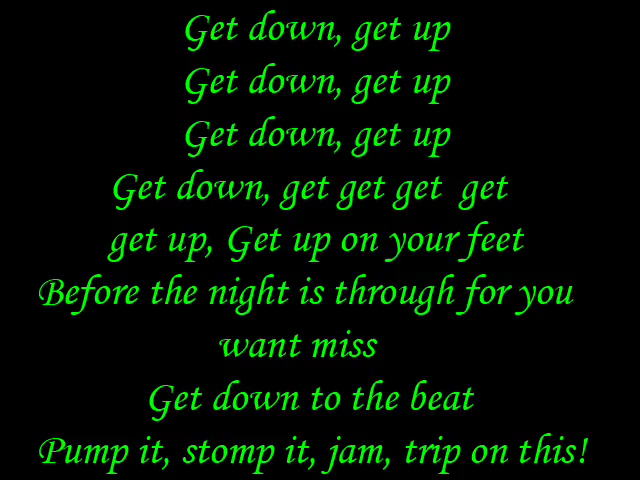 Get down, get up
Get down, get up
Get down, get up
Get down, get get get get
get up, Get up on your feet
Before the night is through for you
want miss
Get down to the beat
Pump it, stomp it, jam, trip on this!